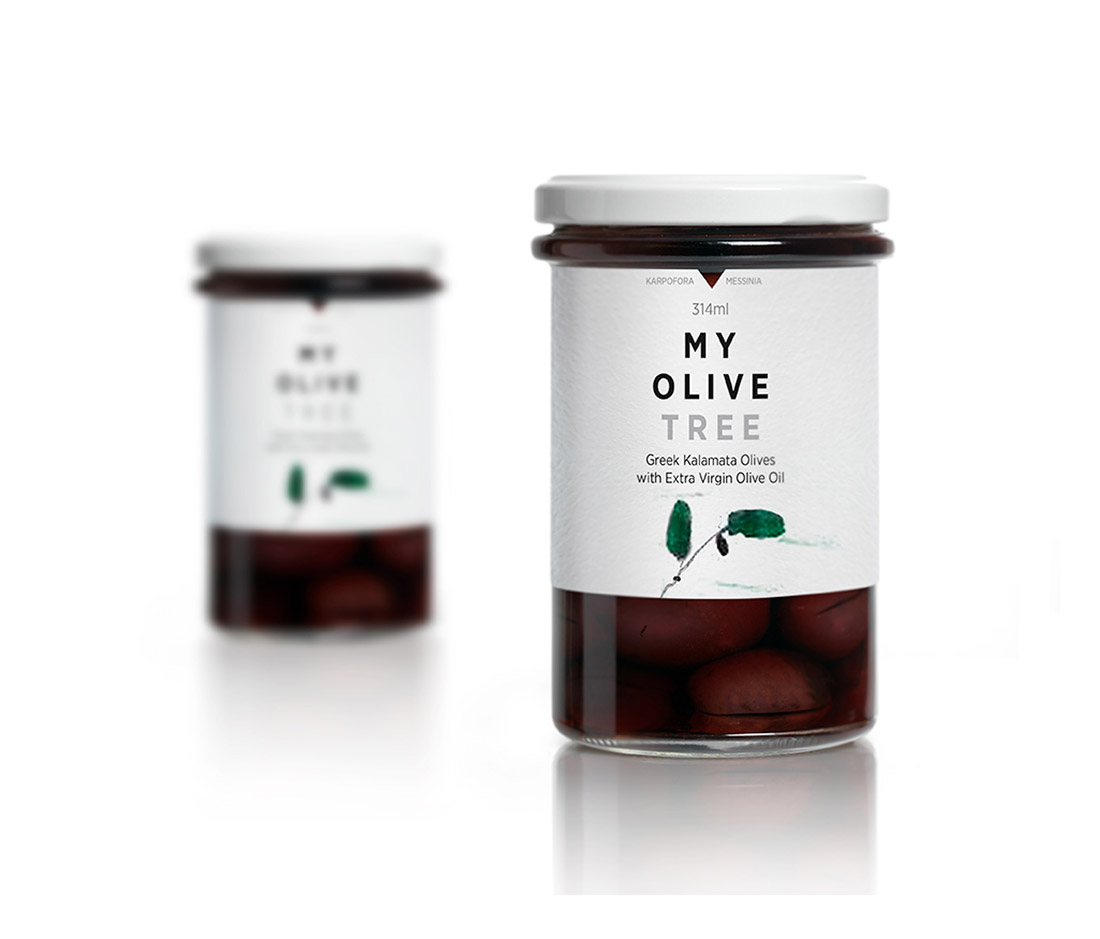 KARPOFORA MESSINIA
314ml
MY
OLIVE
TREE
Greek Kalamata Olives
with Extra Virgin Olive Oil
MY
OLIVE
TREE